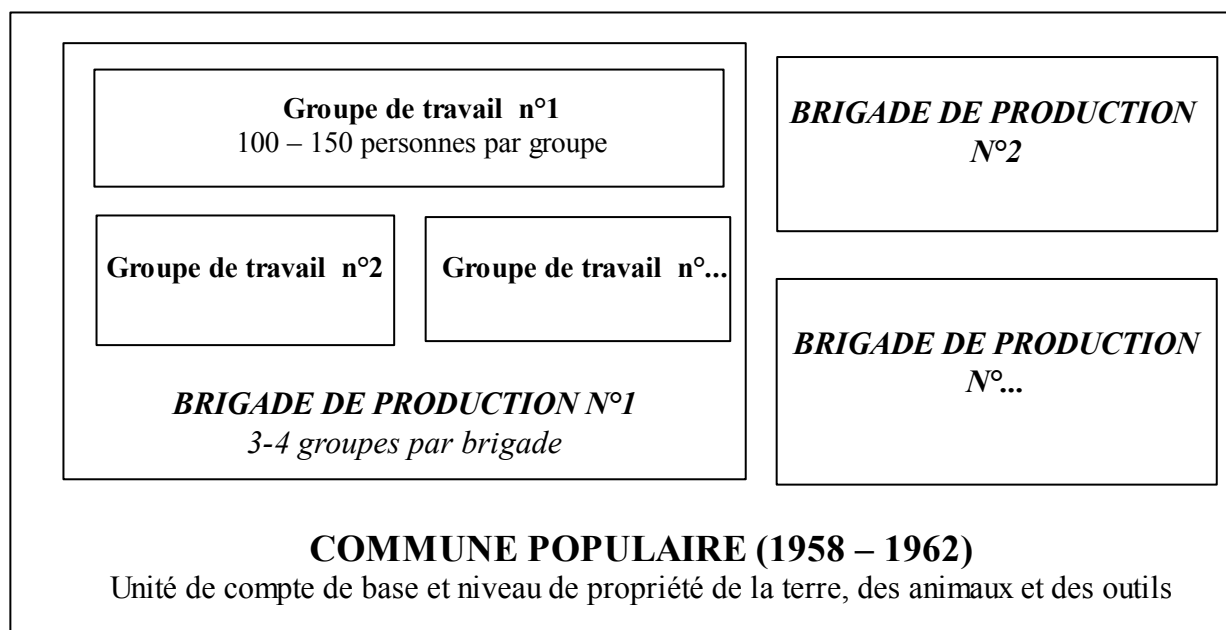 Groupe de travail n°1
100 – 150 personnes par groupe
Groupe de travail n°2
Groupe de travail n°...
BRIGADE DE PRODUCTION N°1
3-4 groupes par brigade
BRIGADE DE PRODUCTION
N°2
BRIGADE DE PRODUCTION
N°...
COMMUNE POPULAIRE (1958 – 1962)
Unité de compte de base et niveau de propriété de la terre, des animaux et des outils